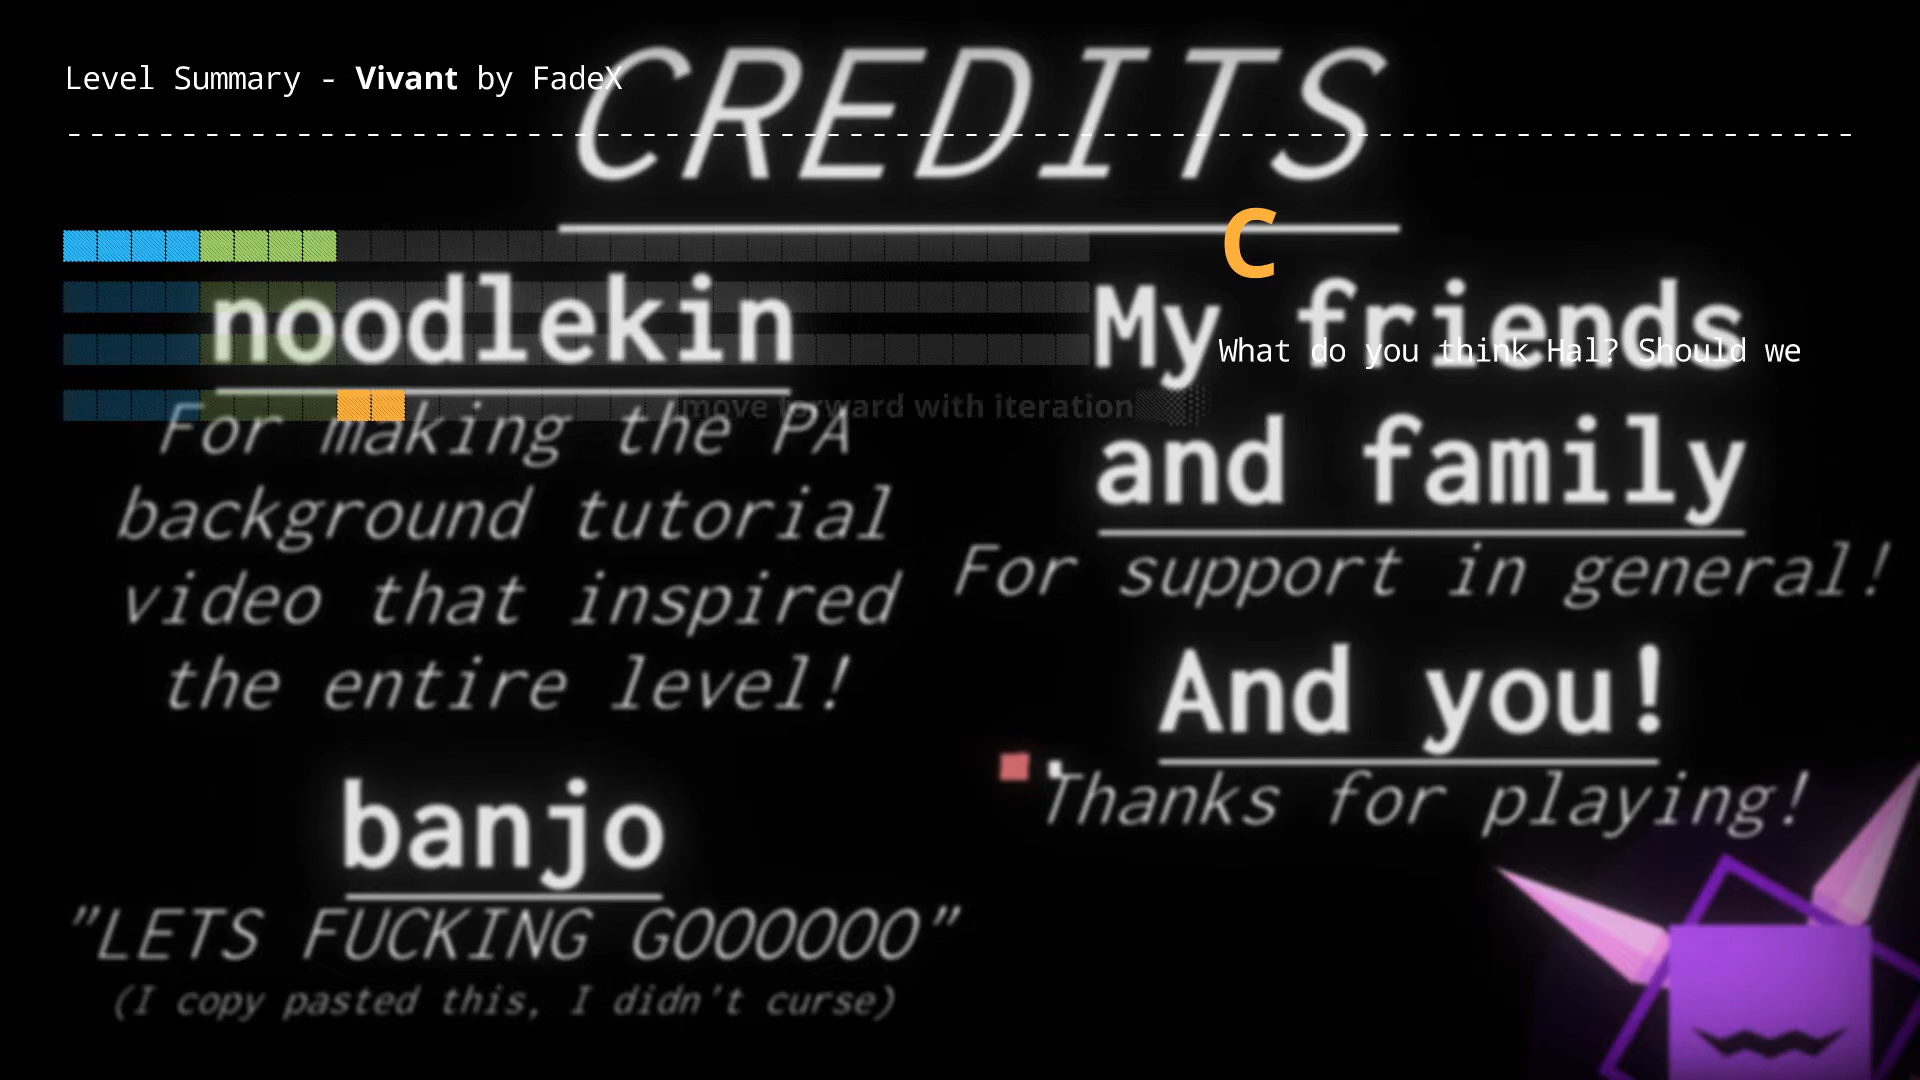 Level Summary - Vivant by FadeX
CREDITS
C
What do you think Hal? Should we
move forward with iteration
noodlekin
For making the PA
background tutorial
video that inspired
the entire level!
banjo
"LETS FUCKING GOOOOOO"
(I copy pasted this, I didn't curse)
My friends
and family
For support in general!
And you!
Thanks for playing!